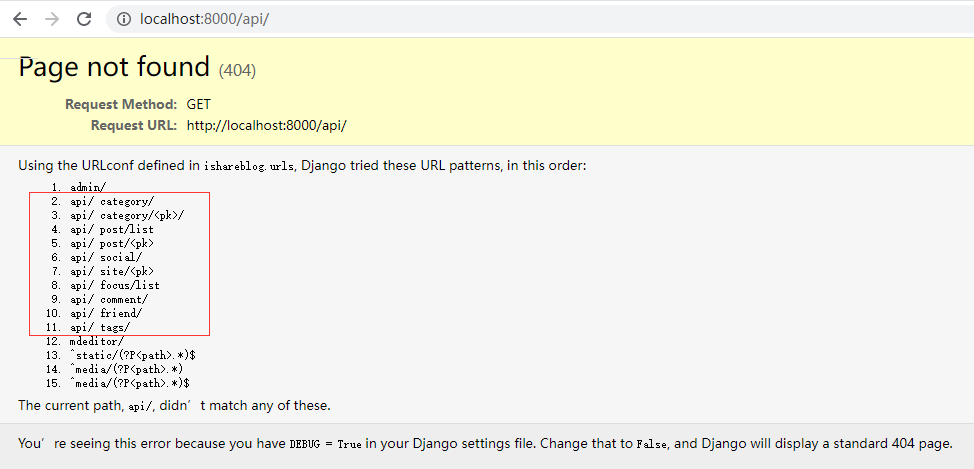 localhost:8000/api/
Page not found (404)
Request Method: GET
Request URL: http://localhost:8000/api/
Using the URLconf defined in ishareblog.urls, Django tried these URL patterns, in this order:
1. admin/
2. api/ category/
3. api/ category/<pk>/
4. api/ post/list
5. api/ post/<pk>
6. api/ social/
7. api/ site/<pk>
8. api/ focus/list
9. api/ comment/
10. api/ friend/
11. api/ tags/
12. mdeditor/
13. ^static/(?P<path>.*)$
14. ^media/(?P<path>.*)
15. ^media/(?P<path>.*)$
The current path, api/, didn’t match any of these.
You’re seeing this error because you have DEBUG = True in your Django settings file. Change that to False, and Django will display a standard 404 page.